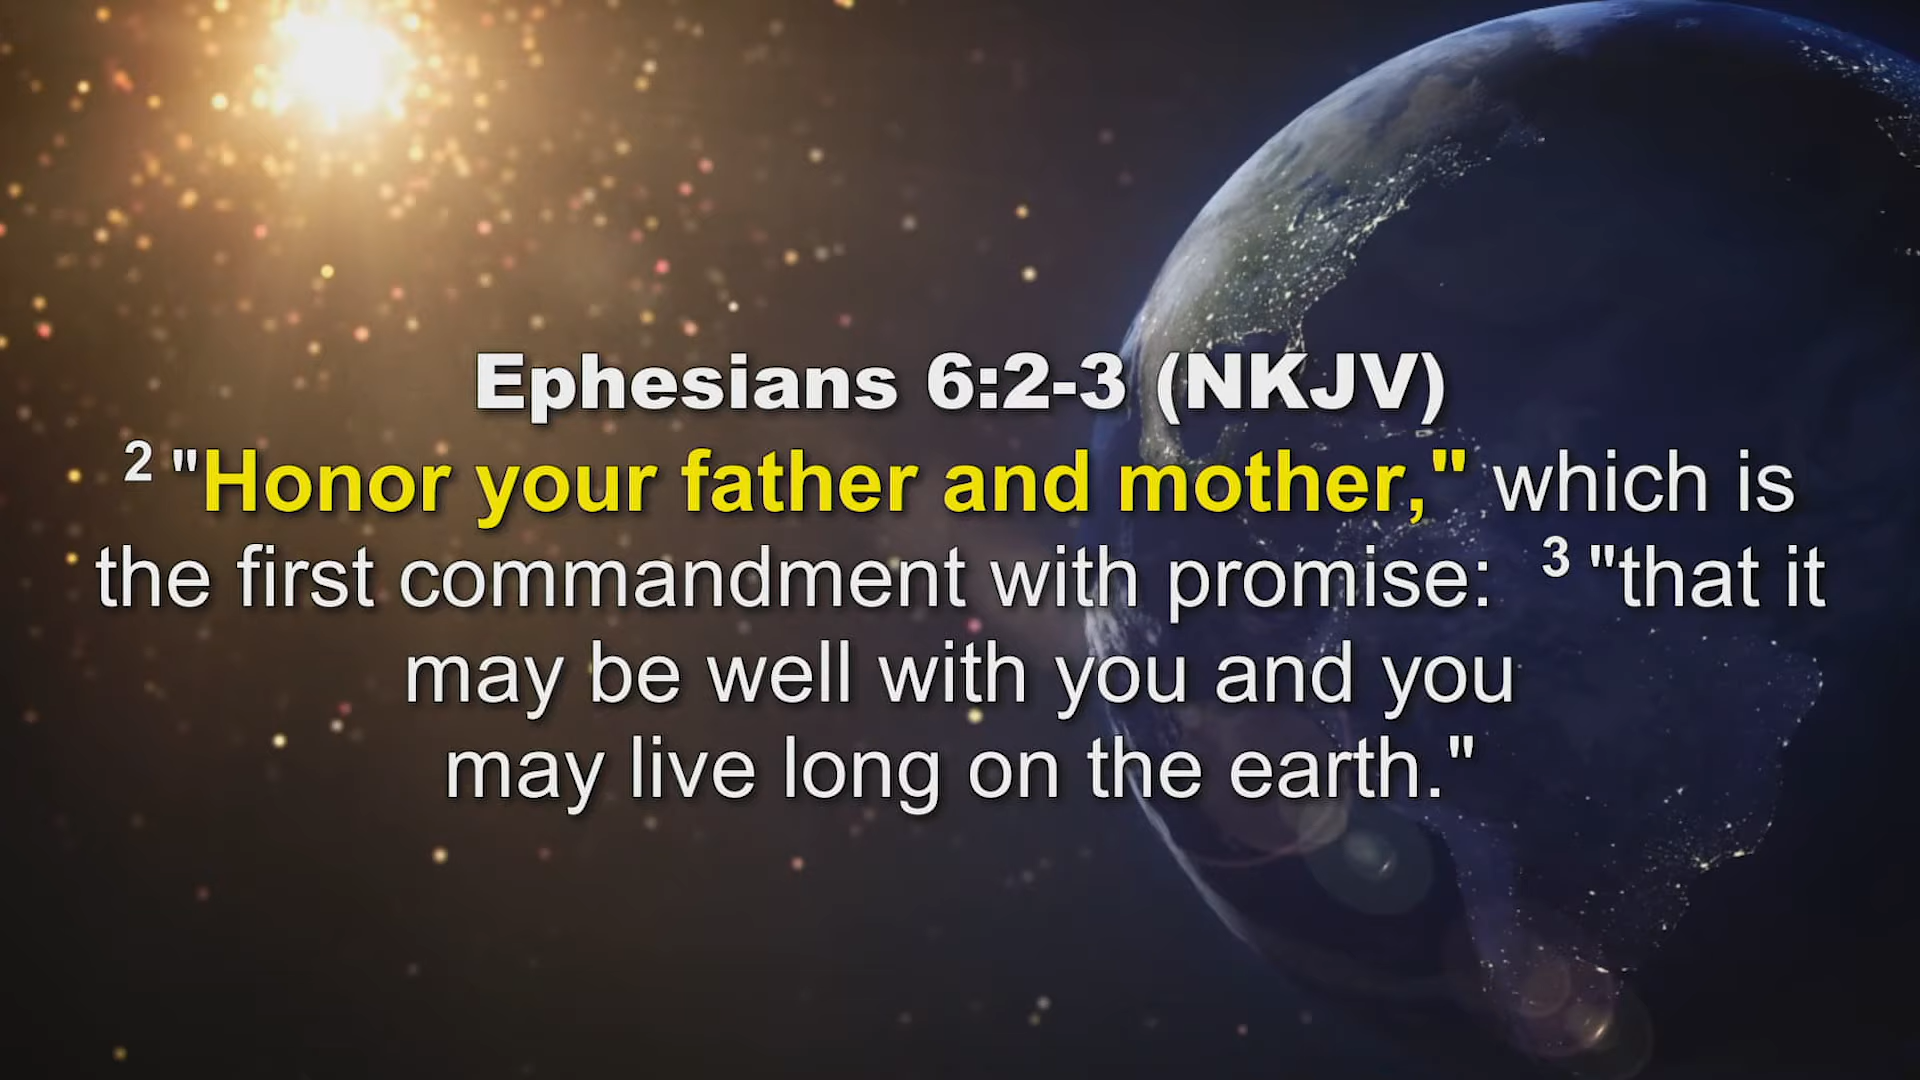 Ephesians 6:2-3 (NKJV)
2 "Honor your father and mother," which is
the first commandment with promise: 3 "that it
may be well with you and you
may live long on the earth."